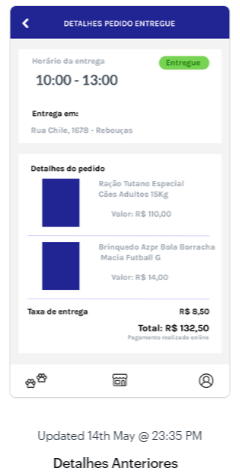 DETALHES PEDIDO ENTREGUE
Horário da entrega
Entregue
10:00 - 13:00
Entrega em:
Rua Chile, 1678 - Rebouças
Detalhes do pedido
Ração Tutano Especial
Cães Adultos 15Kg
Valor: R$ 110,00
Brinquedo Azpr Bola Borracha
Macia Futball G
Valor: R$ 14,00
Taxa de entrega
R$ 8,50
Total: R$ 132,50
Pagamento realizado online
Updated 14th May @ 23:35 PM
Detalhes Anteriores